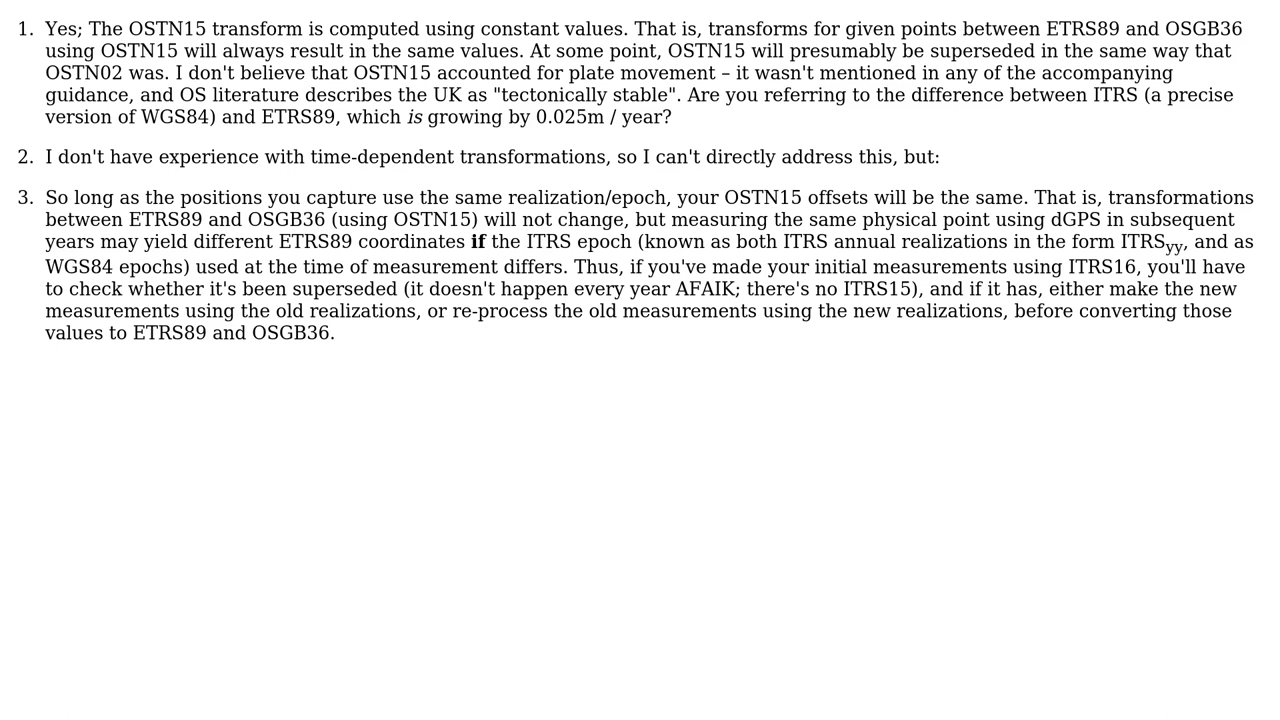 1. Yes; The OSTN15 transform is computed using constant values. That is, transforms for given points between ETRS89 and OSGB36
using OSTN15 will always result in the same values. At some point, OSTN15 will presumably be superseded in the same way that
OSTN02 was. I don't believe that OSTN15 accounted for plate movement – it wasn't mentioned in any of the accompanying
guidance, and OS literature describes the UK as "tectonically stable". Are you referring to the difference between ITRS (a precise
version of WGS84) and ETRS89, which is growing by 0.025m / year?
2. I don't have experience with time-dependent transformations, so I can't directly address this, but:
3. So long as the positions you capture use the same realization/epoch, your OSTN15 offsets will be the same. That is, transformations
between ETRS89 and OSGB36 (using OSTN15) will not change, but measuring the same physical point using dGPS in subsequent
years may yield different ETRS89 coordinates if the ITRS epoch (known as both ITRS annual realizations in the form ITRSyy, and as
WGS84 epochs) used at the time of measurement differs. Thus, if you've made your initial measurements using ITRS16, you'll have
to check whether it's been superseded (it doesn't happen every year AFAIK; there's no ITRS15), and if it has, either make the new
measurements using the old realizations, or re-process the old measurements using the new realizations, before converting those
values to ETRS89 and OSGB36.